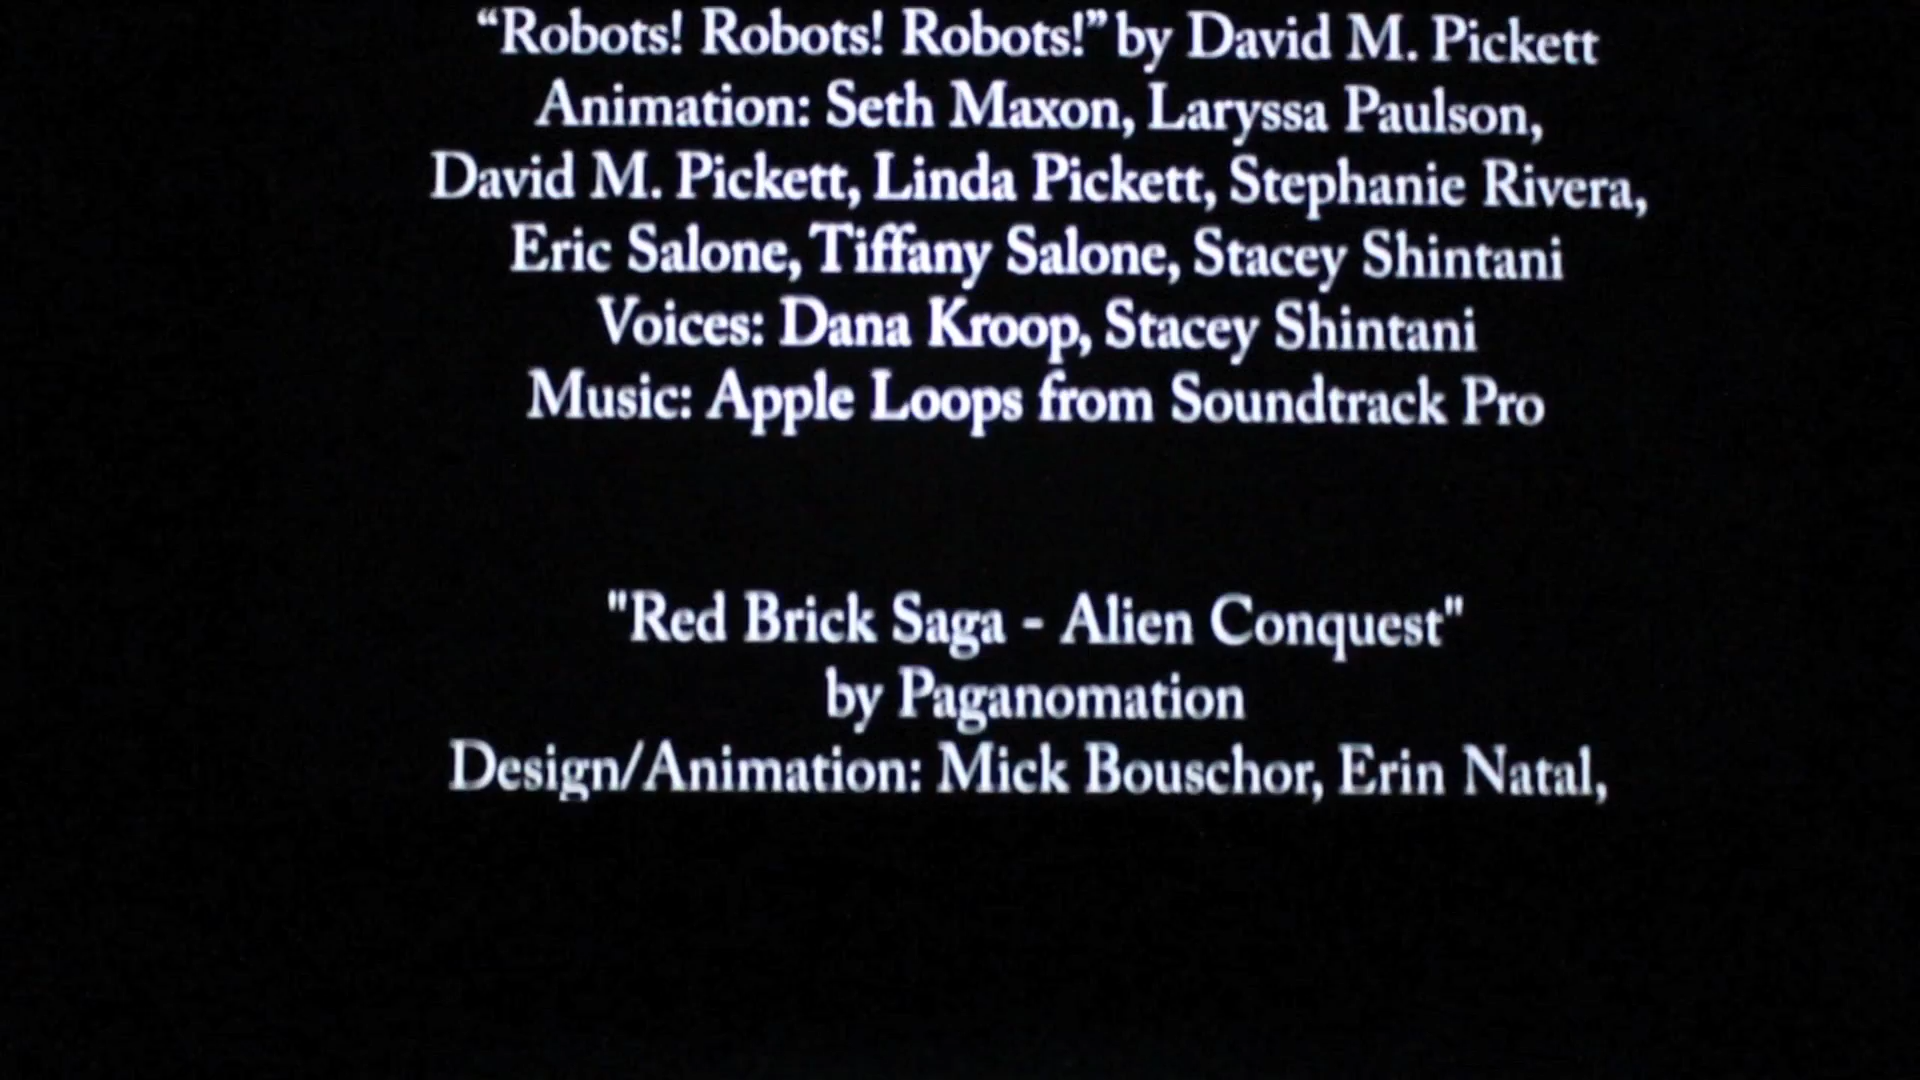 “Robots! Robots! Robots!” by David M. Pickett
Animation: Seth Maxon, Laryssa Paulson,
David M. Pickett, Linda Pickett, Stephanie Rivera,
Eric Salone, Tiffany Salone, Stacey Shintani
Voices: Dana Kroop, Stacey Shintani
Music: Apple Loops from Soundtrack Pro
"Red Brick Saga - Alien Conquest"
by Paganomation
Design/Animation: Mick Bouschor, Erin Natal,